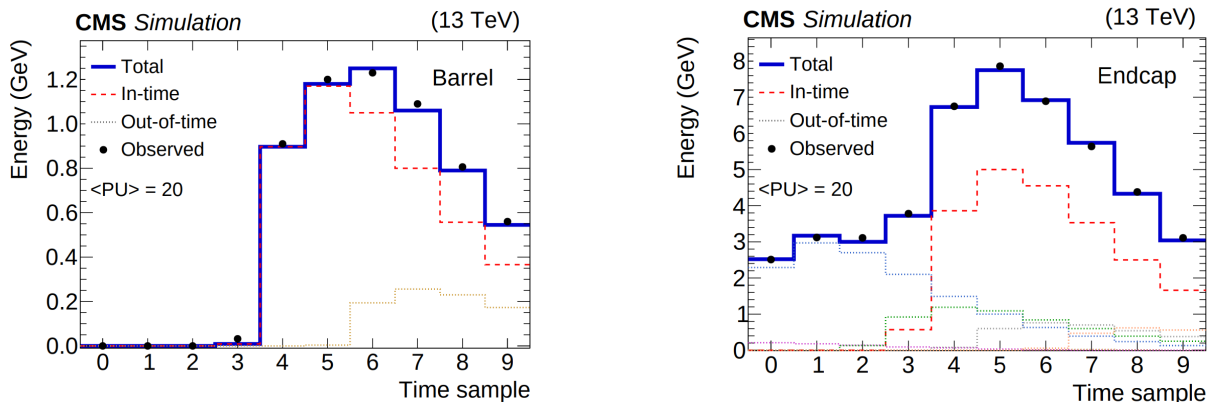 CMS Simulation (13 TeV)
Energy (GeV)
1.2
1.0
0.8
0.6
0.4
0.2
0.0
Total
In-time
Out-of-time
Observed
<PU> = 20
Barrel
0 1 2 3 4 5 6 7 8 9
Time sample
CMS Simulation (13 TeV)
Energy (GeV)
8
7
6
5
4
3
2
1
0
Total
In-time
Out-of-time
Observed
<PU> = 20
Endcap
0 1 2 3 4 5 6 7 8 9
Time sample